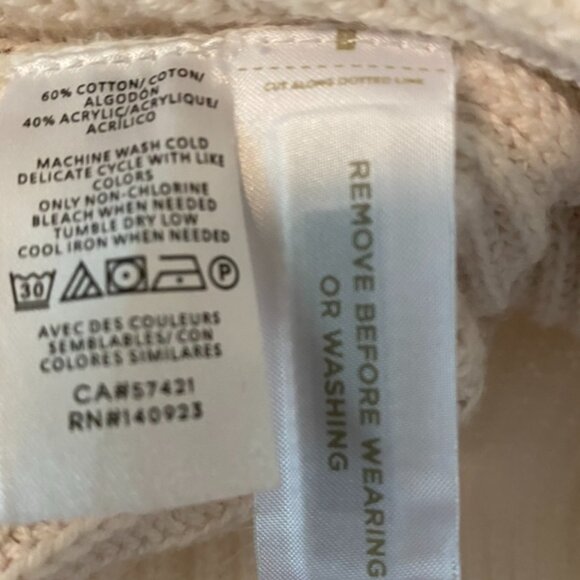 60% COTTON/ COTON/
ALGODÓN
40% ACRYLIC/ACRYLIQUE/
ACRÍLICO
MACHINE WASH COLD
DELICATE CYCLE WITH LIKE
COLORS
ONLY NON-CHLORINE
BLEACH WHEN NEEDED
TUMBLE DRY LOW
COOL IRON WHEN NEEDED
30
P
AVEC DES COULEURS
SEMBLABLES/ CON
COLORES SIMILARES
CA#57421
RN#140923
CUT ALONG DOTTED LINE
REMOVE BEFORE WEARING
OR WASHING